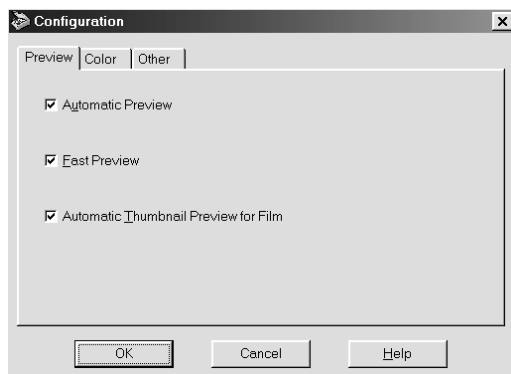 Configuration
Preview Color Other
Automatic Preview
Fast Preview
Automatic Thumbnail Preview for Film
OK Cancel Help